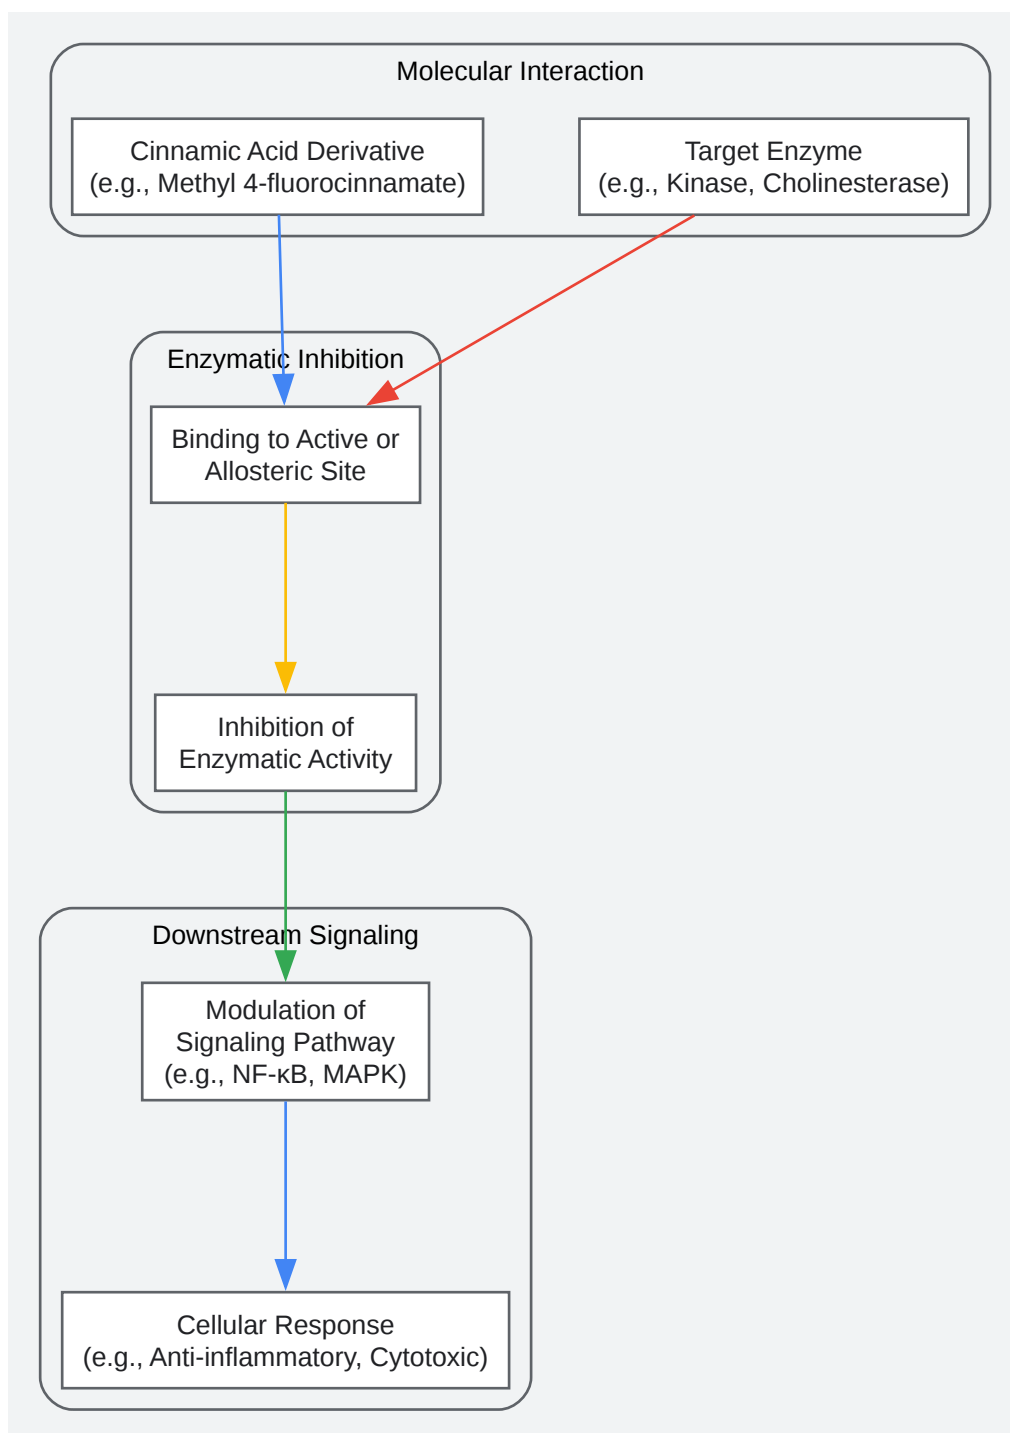 Molecular Interaction
Cinnamic Acid Derivative
(e.g., Methyl 4-fluorocinnamate)
Target Enzyme
(e.g., Kinase, Cholinesterase)
Enzymatic Inhibition
Binding to Active or
Allosteric Site
Inhibition of
Enzymatic Activity
Downstream Signaling
Modulation of
Signaling Pathway
(e.g., NF-κB, MAPK)
Cellular Response
(e.g., Anti-inflammatory, Cytotoxic)